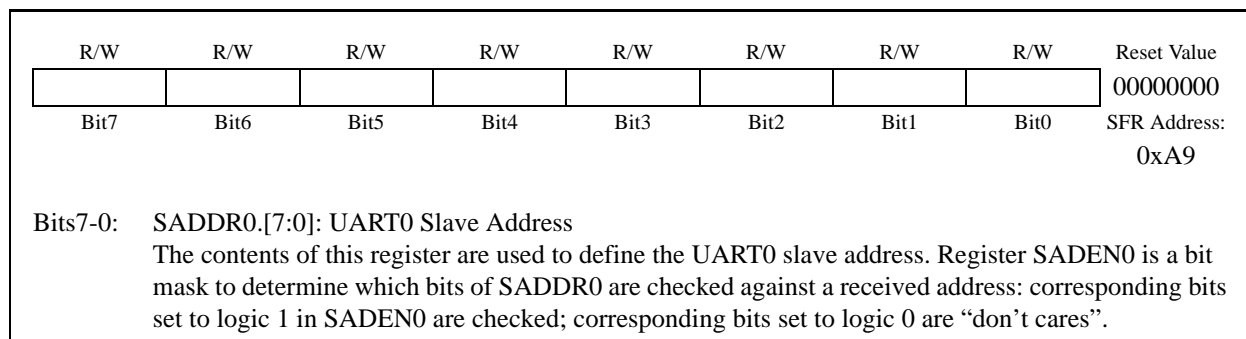 R/W R/W R/W R/W R/W R/W R/W R/W Reset Value
00000000
Bit7 Bit6 Bit5 Bit4 Bit3 Bit2 Bit1 Bit0 SFR Address:
0xA9
Bits7-0: SADDR0.[7:0]: UART0 Slave Address
The contents of this register are used to define the UART0 slave address. Register SADEN0 is a bit
mask to determine which bits of SADDR0 are checked against a received address: corresponding bits
set to logic 1 in SADEN0 are checked; corresponding bits set to logic 0 are “don’t cares”.